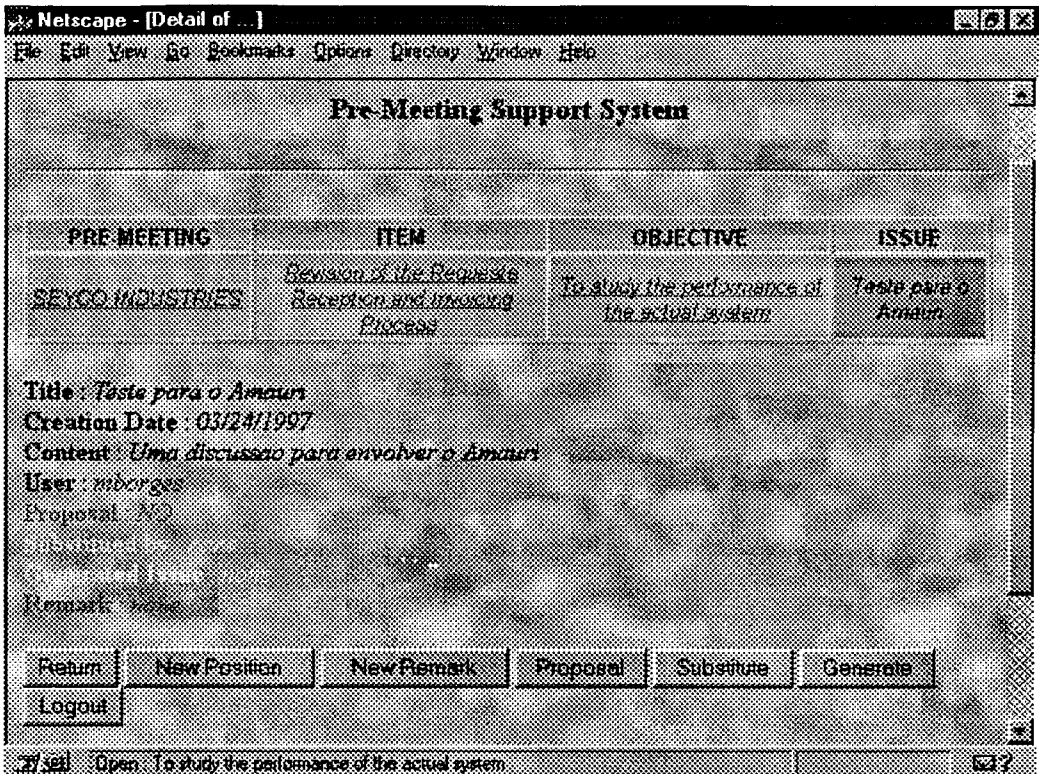 Netscape - [Detail of ...]
File Edit View Go Bookmarks Options Directory Window Help
Pre-Meeting Support System
PRE-MEETING ITEM OBJECTIVE ISSUE
SEYCO INDUSTRIES
Revision of the Requests
Reception and Invoicing
Process
To study the performance of
the actual system
Teste para o
Amauri
Title : Teste para o Amauri
Creation Date : 03/24/1997
Content : Uma discussao para envolver o Amauri
User : mborges
Proposal : NO
Remark : none
Return New Position New Remark Proposal Substitute Generate
Logout
Open : To study the performance of the actual system